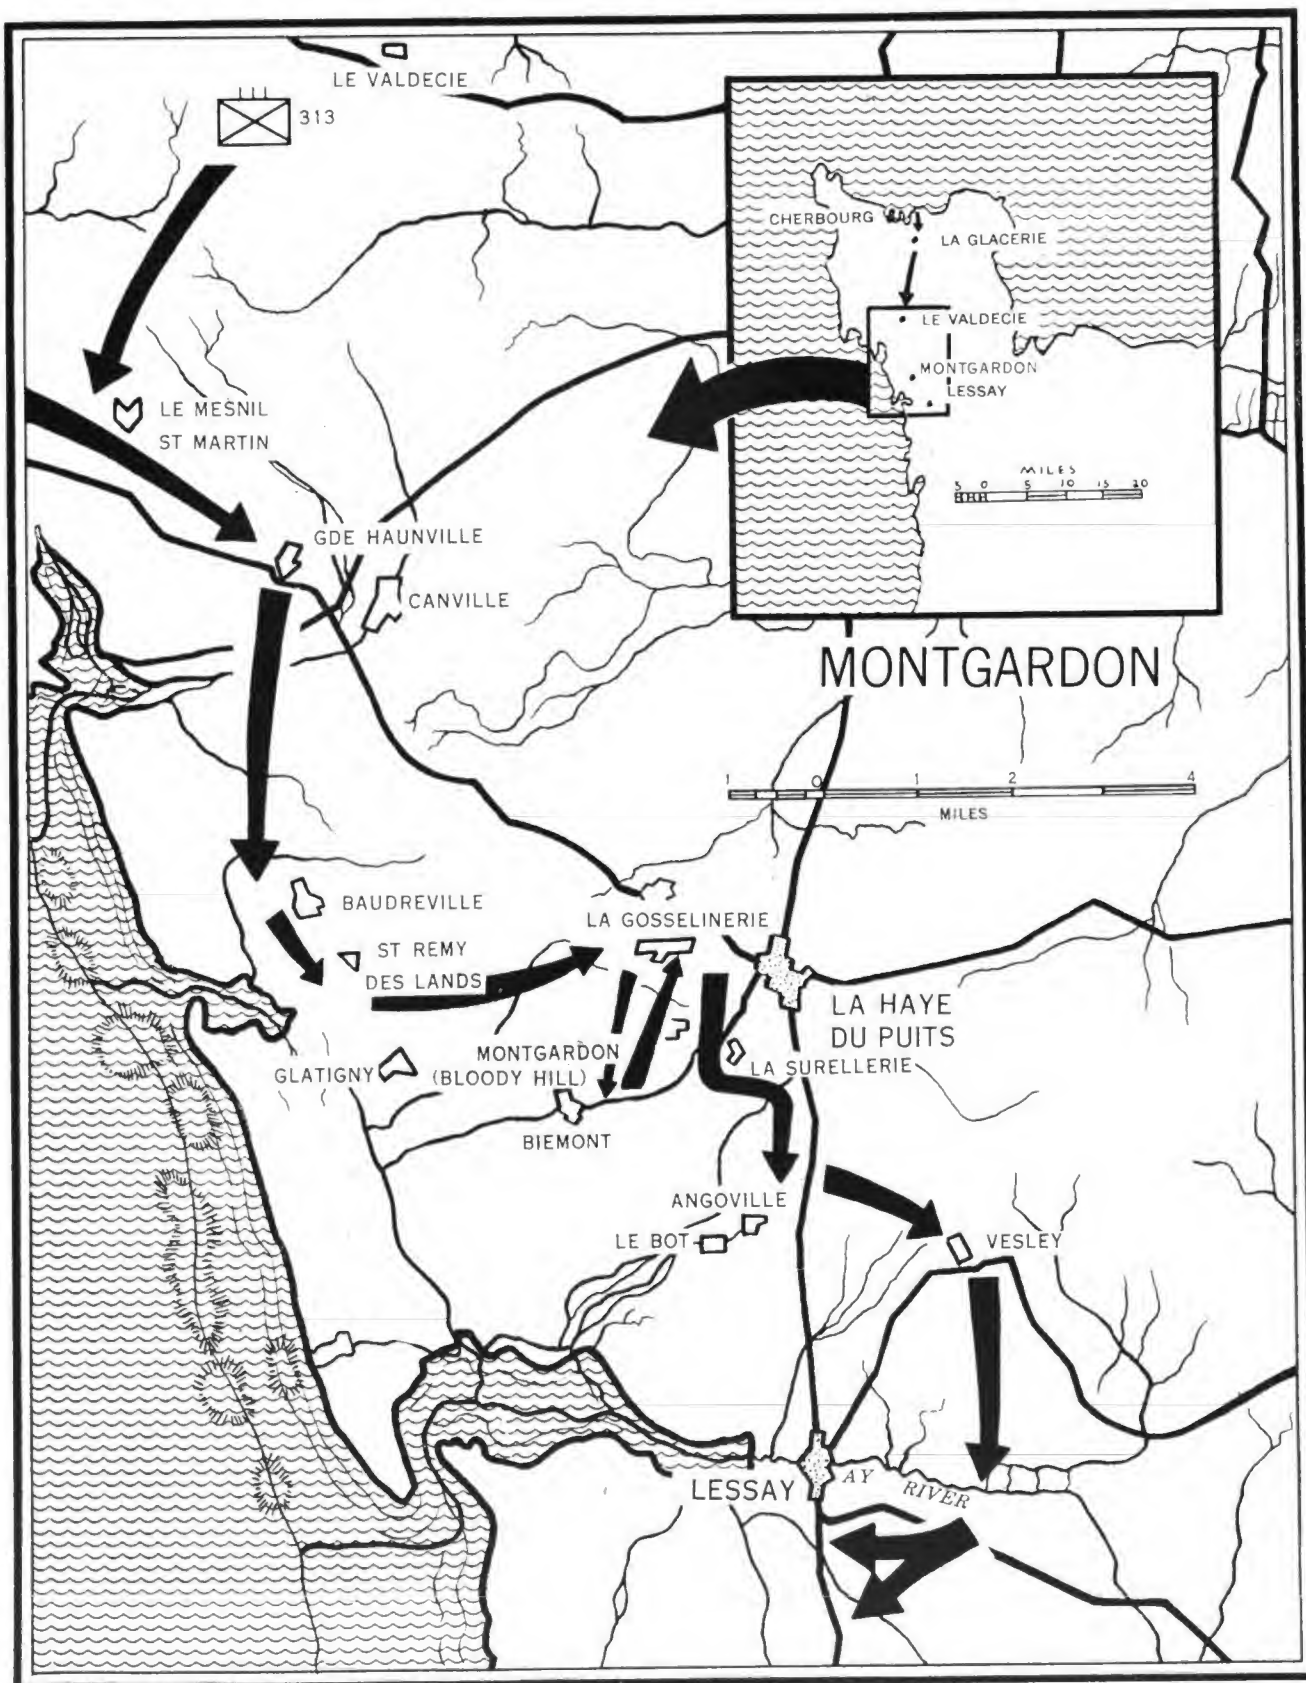 LE VALDECIE
313
CHERBOURG
LA GLACERIE
LE VALDECIE
MONTGARDON
LESSAY
MILES
5 0 5 10 15 20
LE MESNIL
ST MARTIN
GDE HAUNVILLE
CANVILLE
MONTGARDON
1 0 1 2 4
MILES
BAUDREVILLE
LA GOSSELINERIE
ST REMY
DES LANDS
LA HAYE
DU PUITS
MONTGARDON
(BLOODY HILL)
GLATIGNY
LA SURELLERIE
BIEMONT
ANGOVILLE
LE BOT
VESLEY
LESSAY
AY RIVER